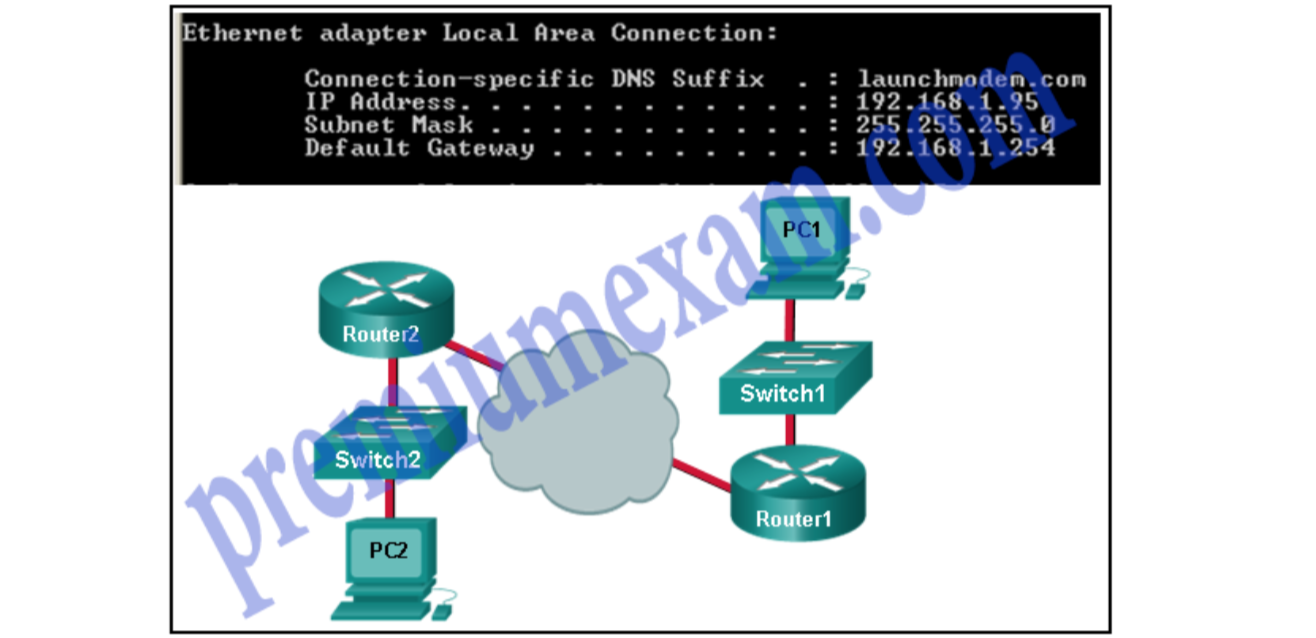 Ethernet adapter Local Area Connection:
Connection-specific DNS Suffix . : launchmodem.com
IP Address. . . . . . . . . . . . : 192.168.1.95
Subnet Mask . . . . . . . . . . . : 255.255.255.0
Default Gateway . . . . . . . . . : 192.168.1.254
PC1
Router2
Switch1
Switch2
Router1
PC2
premiumexam.com